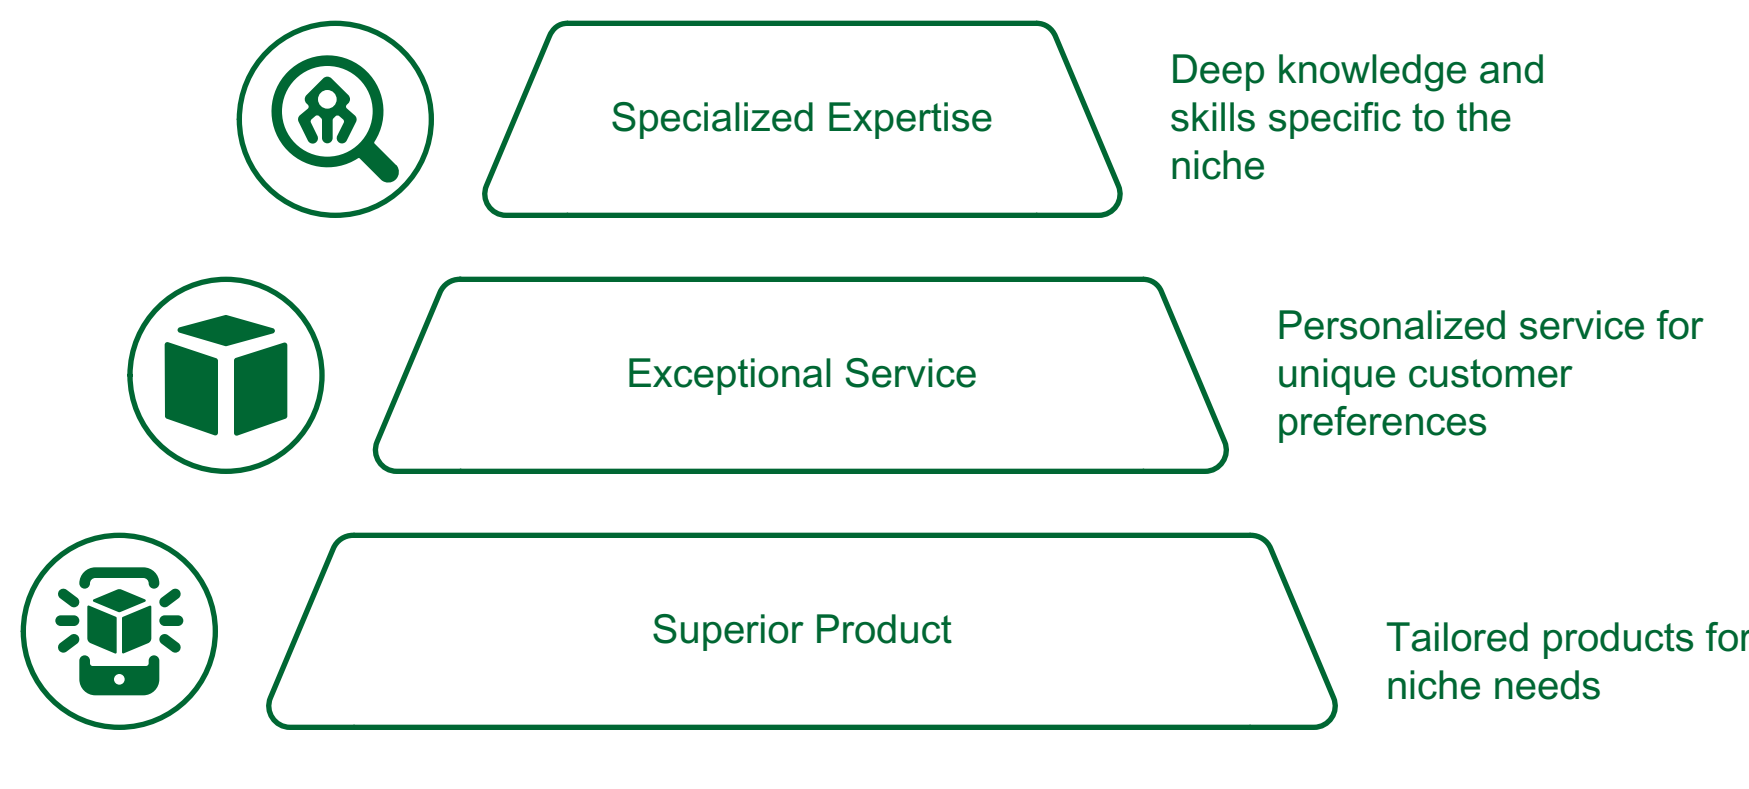 Specialized Expertise
Deep knowledge and
skills specific to the
niche
Exceptional Service
Personalized service for
unique customer
preferences
Superior Product
Tailored products for
niche needs